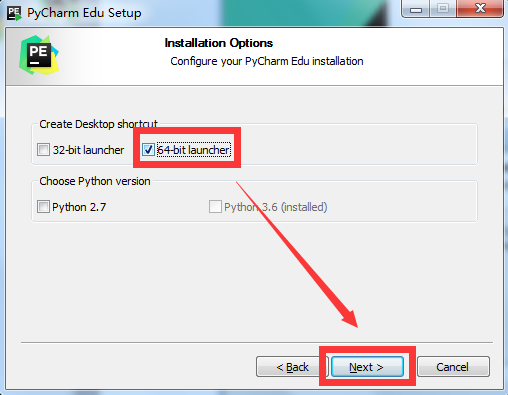 PyCharm Edu Setup
PE
Installation Options
Configure your PyCharm Edu installation
Create Desktop shortcut
32-bit launcher 64-bit launcher
Choose Python version
Python 2.7 Python 3.6 (installed)
< Back Next > Cancel